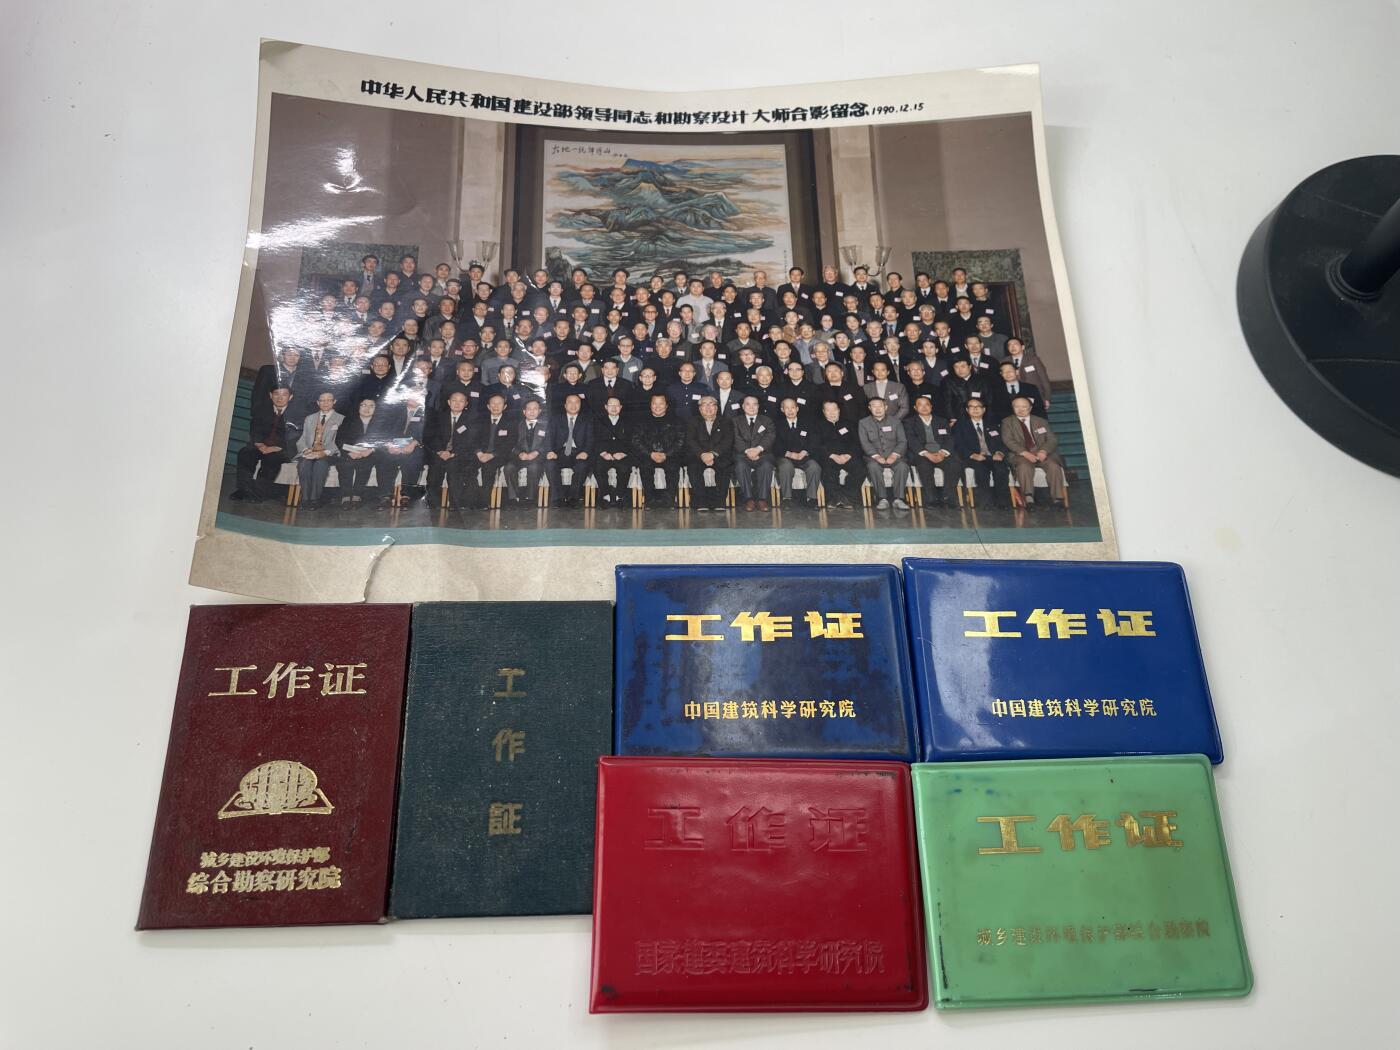 中华人民共和国建设部领导同志和勘察设计大师合影留念 1990.12.15
工作证
城乡建设环境保护部
综合勘察研究院
工
作
証
工作证
中国建筑科学研究院
工作证
中国建筑科学研究院
工作证
国家建委建筑科学研究院
工作证
城乡建设环境保护部综合勘察院